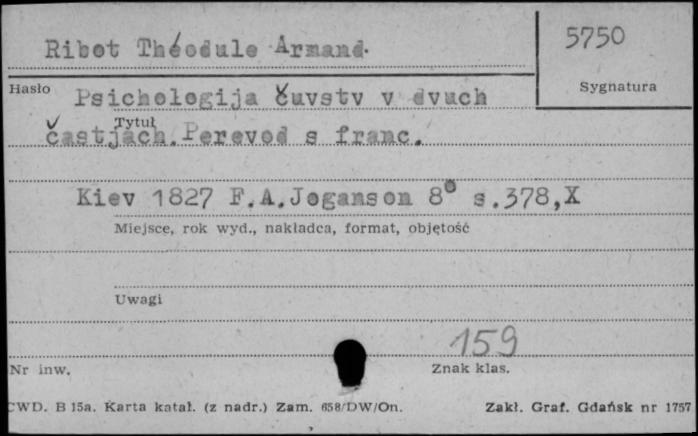 Ribot Théodule Armand.
5750
Hasło
Sygnatura
Psichologija čuvstv v dvuch
Tytuł
častjach. Perevod s franc.
Kiev 1827 F.A.Joganson 8° s.378,X
Miejsce, rok wyd., nakładca, format, objętość
Uwagi
159
Nr inw.
Znak klas.
CWD. B 15a. Karta katal. (z nadr.) Zam. 658/DW/On.
Zakł. Graf. Gdańsk nr 1757